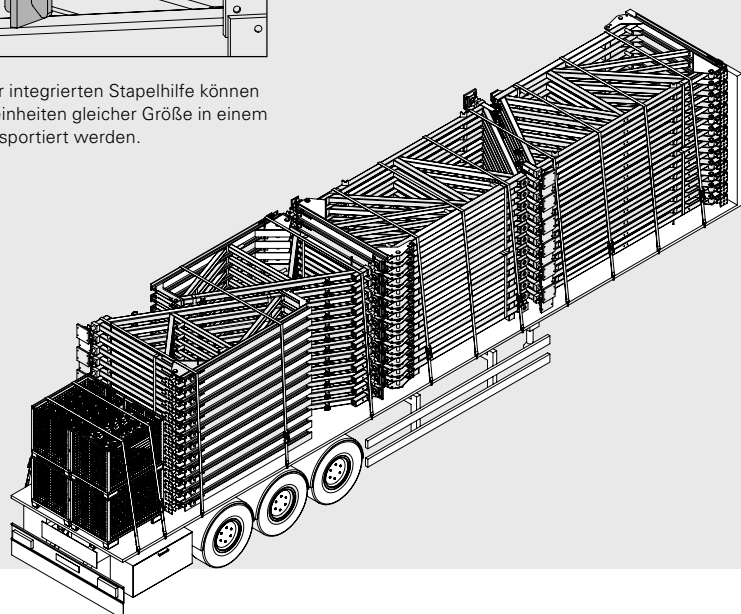 r integrierten Stapelhilfe können
einheiten gleicher Größe in einem
sportiert werden.